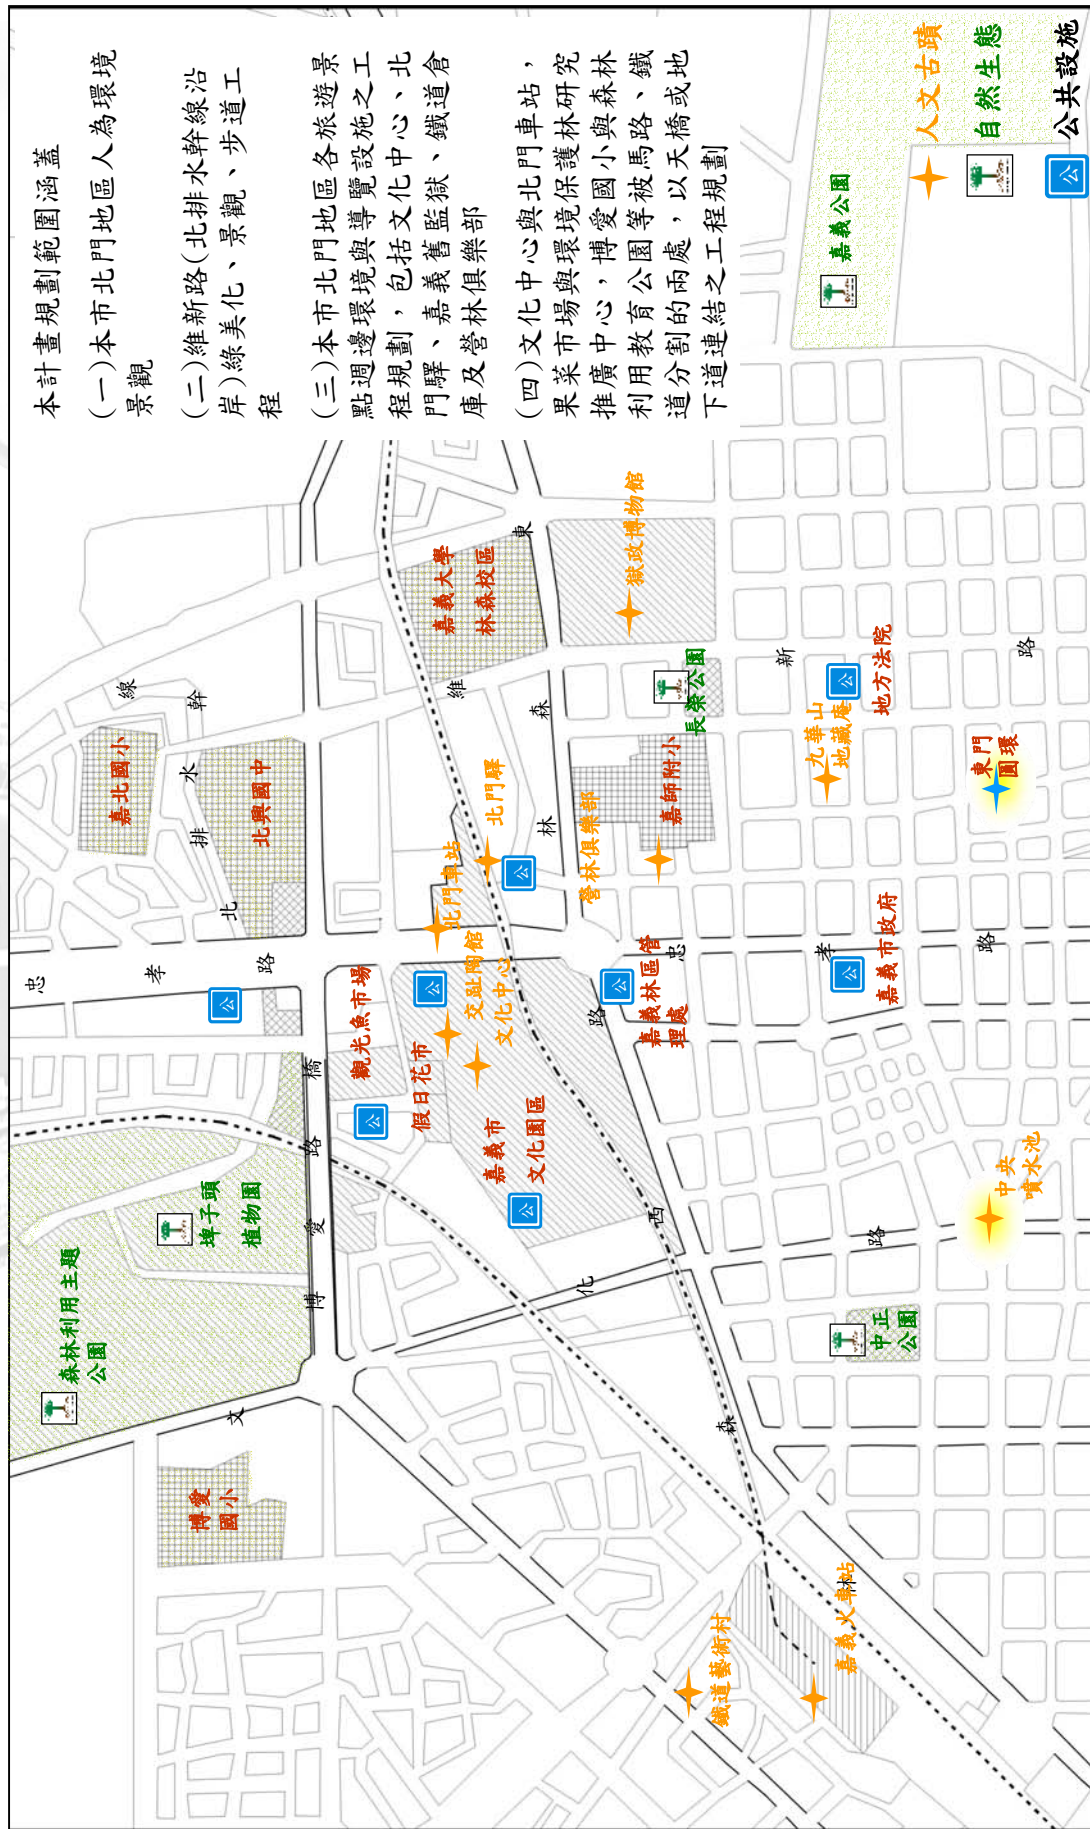 本計畫規劃範圍涵蓋
(一)本市北門地區人為環境
景觀
(二)維新路(北排水幹線沿
岸)綠美化、景觀、步道工
程
(三)本市北門地區各旅遊景
點週邊環境與導覽設施之工
程規劃，包括文化中心、北
門驛、嘉義舊監獄、鐵道倉
庫及營林俱樂部
(四)文化中心與北門車站，
果菜市場與環境保護林研究
推廣中心，博愛國小與森林
利用教育公園等被馬路、鐵
道分割的兩處，以天橋或地
下道連結之工程規劃
人文古蹟
自然生態
公 公共設施
嘉義公園
森林利用主題
公園
埤子頭
植物園
博愛
國小
嘉北國小
北興國中
北排水幹線
忠孝路
文化路
博愛路橋
觀光魚市場
假日花市
嘉義市
文化園區
交趾陶館
文化中心
北門車站
北門驛
嘉義大學
林森校區
林森東路
林森西路
維新路
獄政博物館
長榮公園
嘉師附小
營林俱樂部
嘉義林區管
理處
忠孝路
九華山
地藏庵
地方法院
東門
圓環
嘉義市政府
中央
噴水池
中正
公園
鐵道藝術村
嘉義火車站
公
公
公
公
公
公
公
公